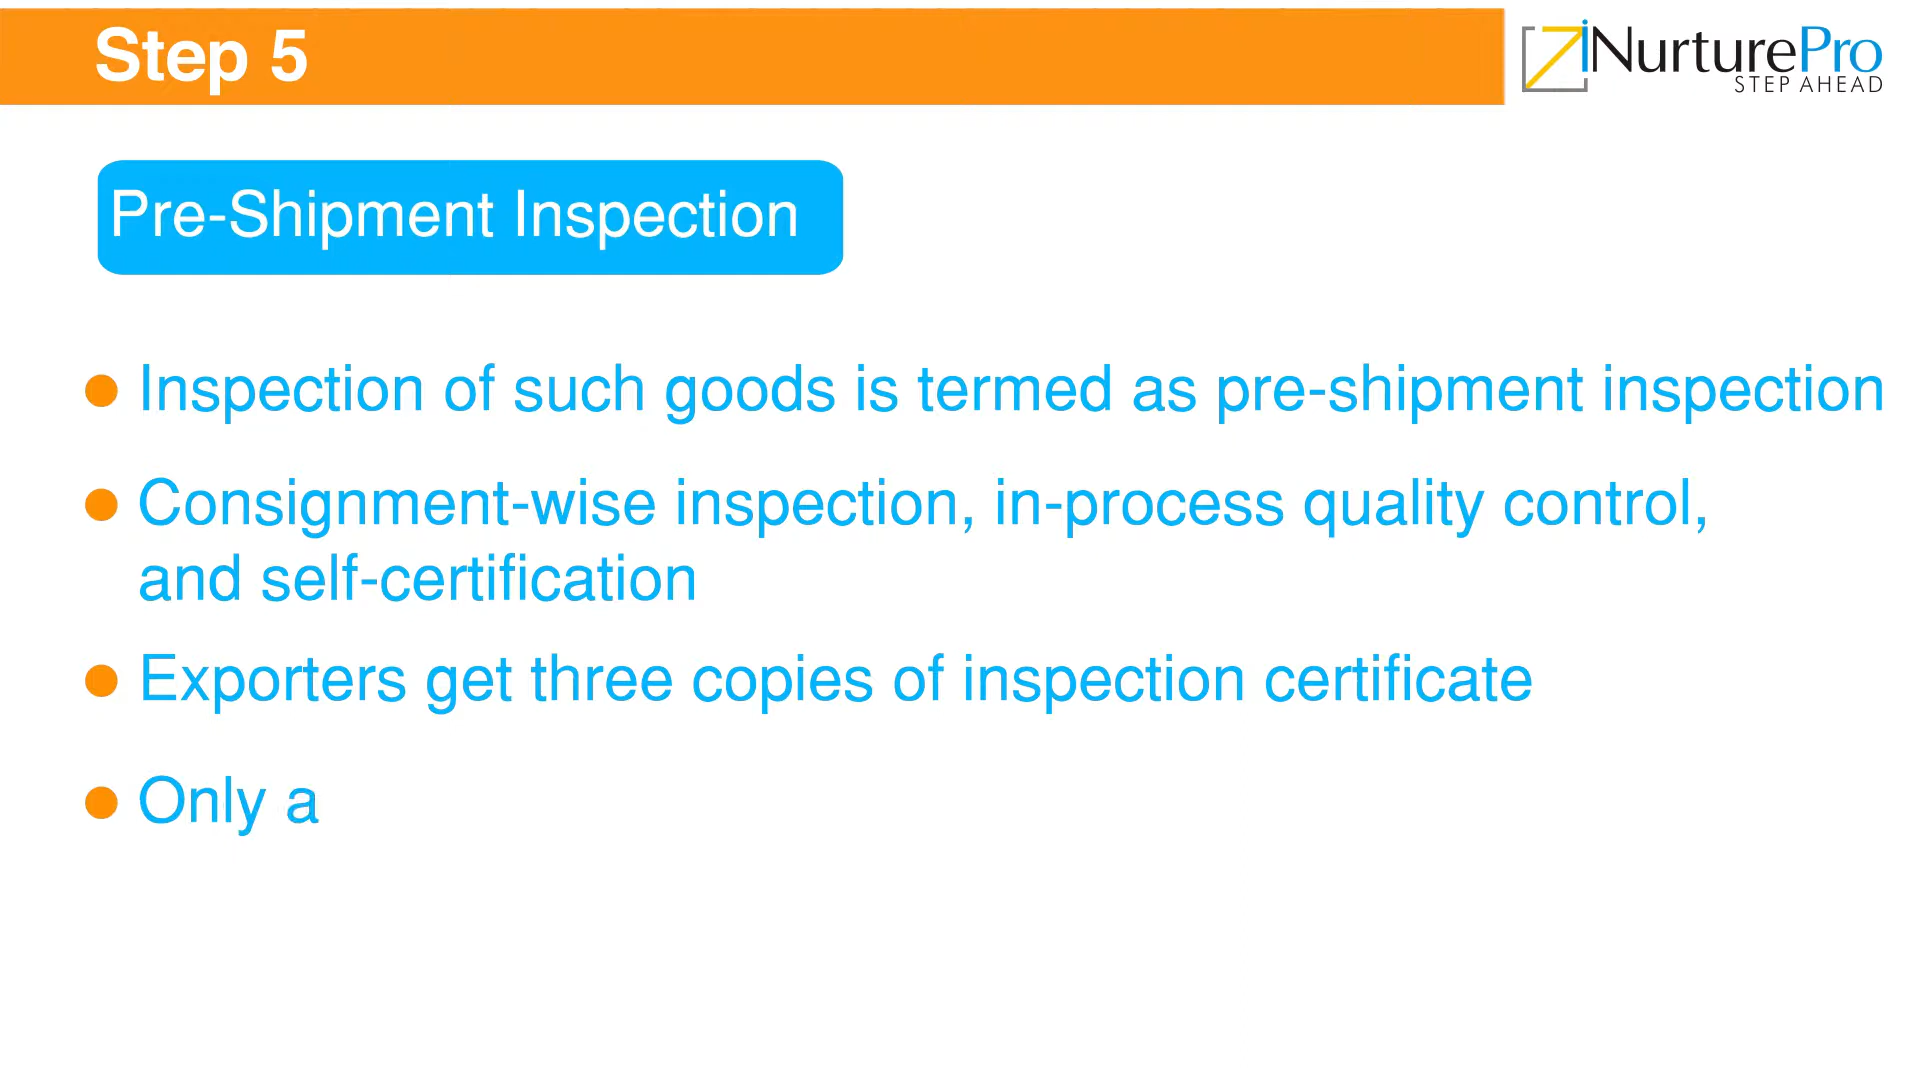 Step 5
iNurturePro
STEP AHEAD
Pre-Shipment Inspection
Inspection of such goods is termed as pre-shipment inspection
Consignment-wise inspection, in-process quality control,
and self-certification
Exporters get three copies of inspection certificate
Only a